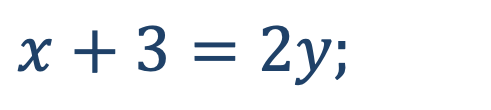 x + 3 = 2y;